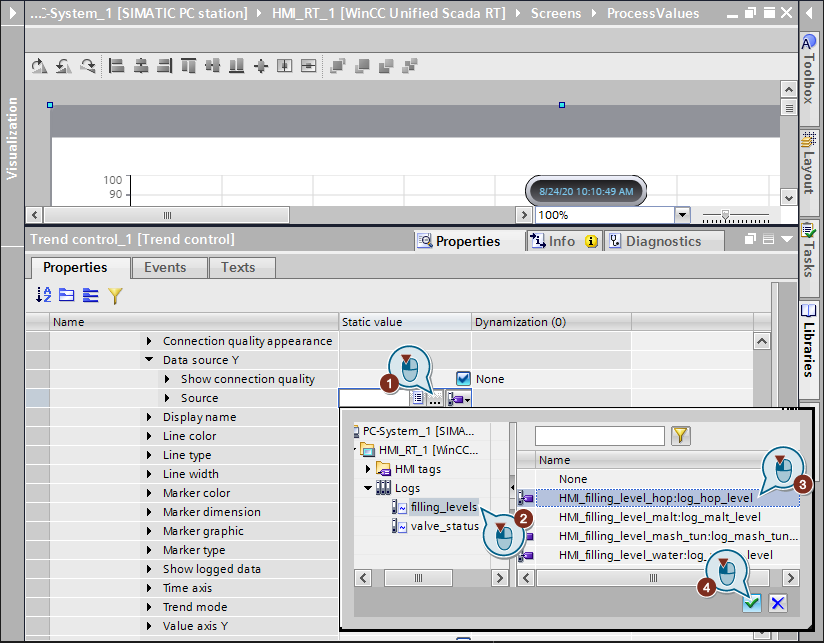 ..C-System_1 [SIMATIC PC station] HMI_RT_1 [WinCC Unified Scada RT] Screens ProcessValues
Visualization
Toolbox
Layout
Tasks
Libraries
100
90
8/24/20 10:10:49 AM
100%
Trend control_1 [Trend control]
Properties Info Diagnostics
Properties Events Texts
Name Static value Dynamization (0)
Connection quality appearance
Data source Y
Show connection quality None
Source ...
Display name
Line color
Line type
Line width
Marker color
Marker dimension
Marker graphic
Marker type
Show logged data
Time axis
Trend mode
Value axis Y
1
PC-System_1 [SIMA...
HMI_RT_1 [WinCC...
HMI tags
Logs
filling_levels
valve_status
2
Name
None
HMI_filling_level_hop:log_hop_level
HMI_filling_level_malt:log_malt_level
HMI_filling_level_mash_tun:log_mash_tun...
HMI_filling_level_water:log_ level
3
4